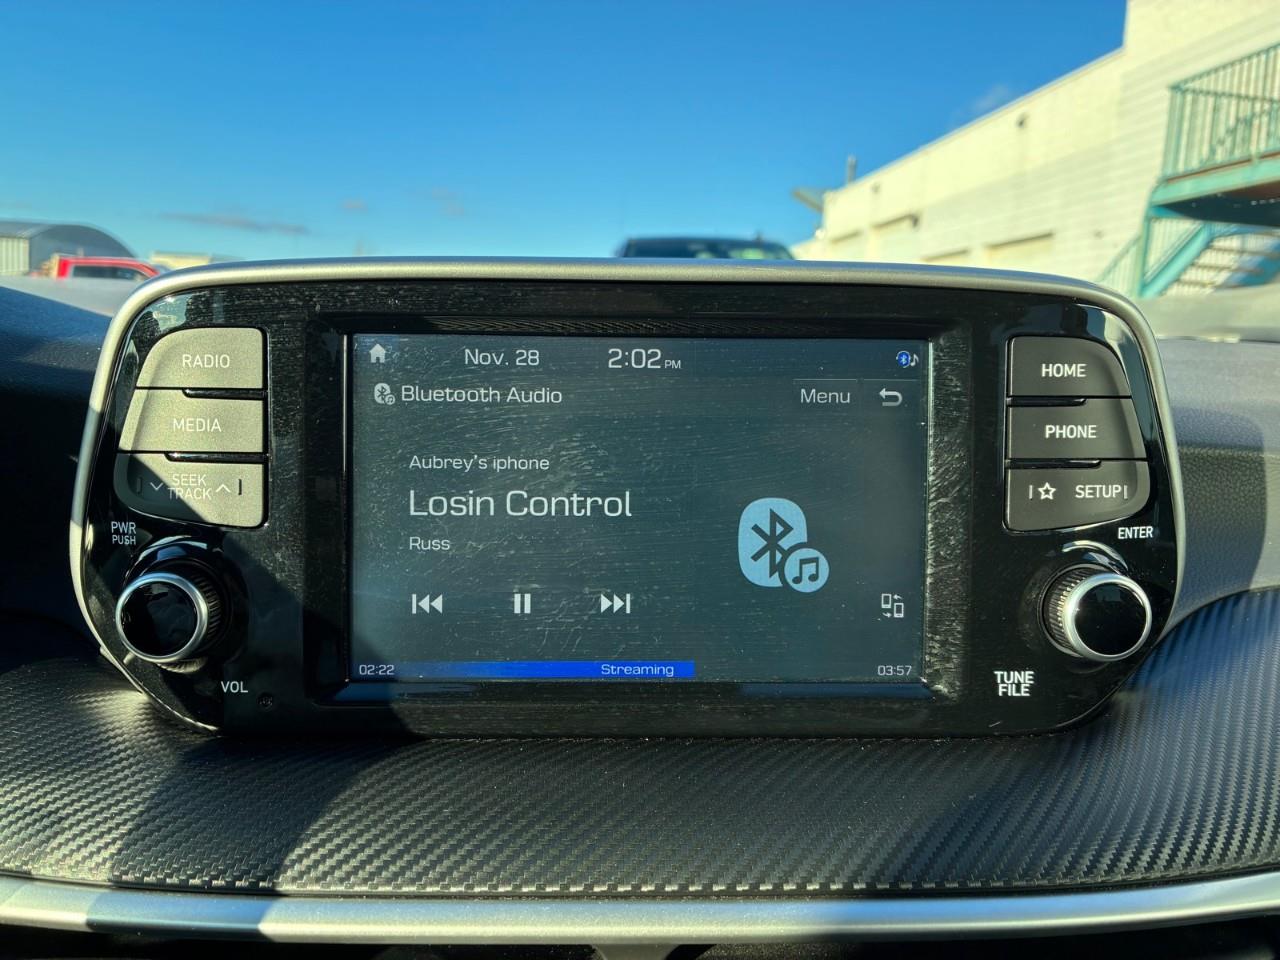 RADIO
MEDIA
SEEK
TRACK
PWR
PUSH
VOL
Nov. 28 2:02 PM
Bluetooth Audio Menu
Aubrey's iphone
Losin Control
Russ
02:22 Streaming 03:57
HOME
PHONE
SETUP
ENTER
TUNE
FILE